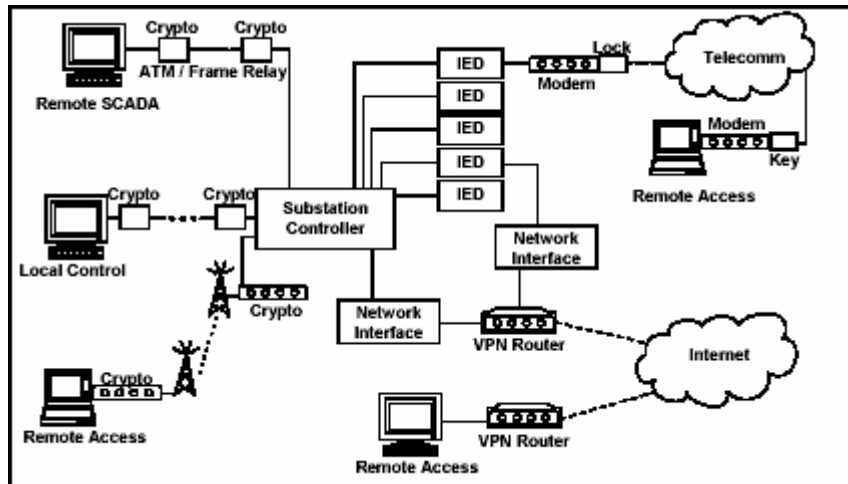 Crypto
Crypto
ATM / Frame Relay
Remote SCADA
IED
IED
IED
IED
IED
Lock
Modem
Telecomm
Modem
Key
Remote Access
Crypto
Crypto
Local Control
Substation
Controller
Crypto
Network
Interface
Network
Interface
VPN Router
Internet
Crypto
Remote Access
VPN Router
Remote Access